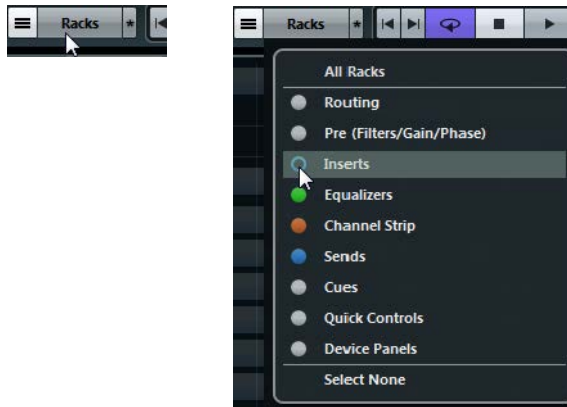 Racks *
Racks *
All Racks
Routing
Pre (Filters/Gain/Phase)
Inserts
Equalizers
Channel Strip
Sends
Cues
Quick Controls
Device Panels
Select None